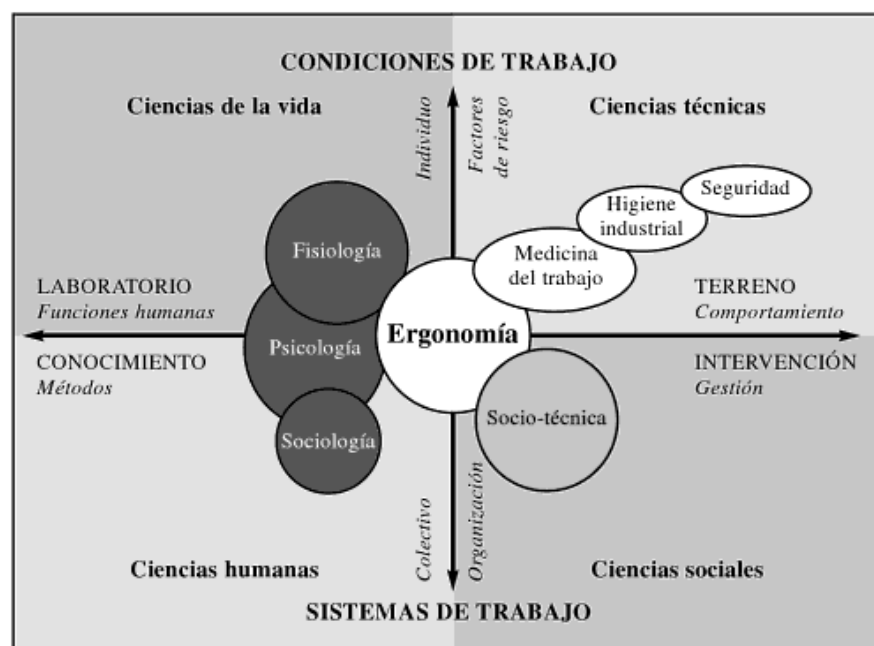 CONDICIONES DE TRABAJO
Ciencias de la vida
Ciencias técnicas
Individuo
Factores
de riesgo
Seguridad
Higiene
industrial
Fisiología
Medicina
del trabajo
LABORATORIO
Funciones humanas
TERRENO
Comportamiento
Psicología
Ergonomía
CONOCIMIENTO
Métodos
INTERVENCIÓN
Gestión
Sociología
Socio-técnica
Colectivo
Organización
Ciencias humanas
Ciencias sociales
SISTEMAS DE TRABAJO